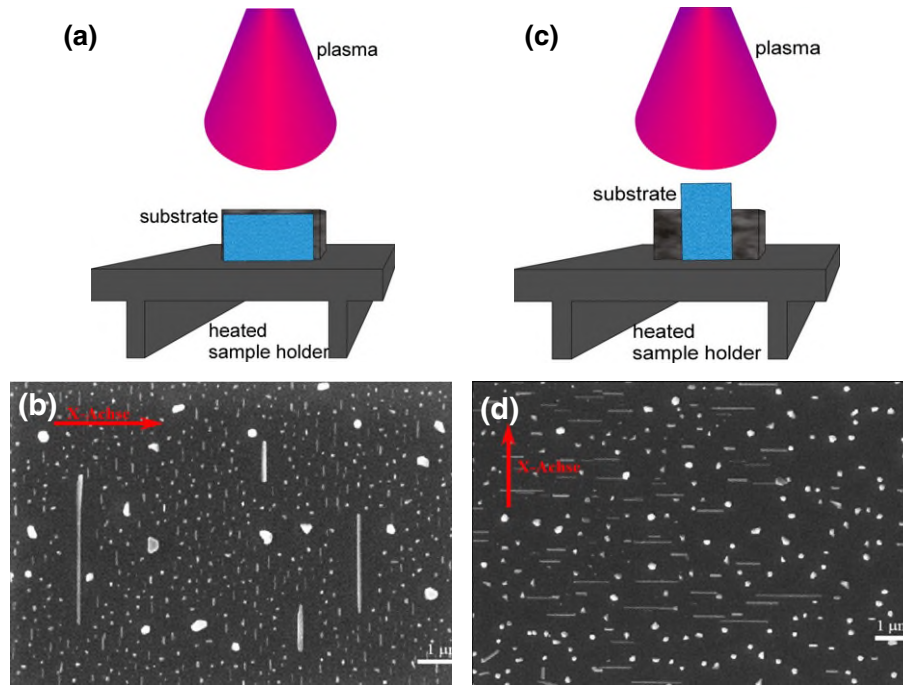 (a)
plasma
substrate
heated
sample holder
(c)
plasma
substrate
heated
sample holder
(b)
X-Achse
1 µm
(d)
X-Achse
1 µm